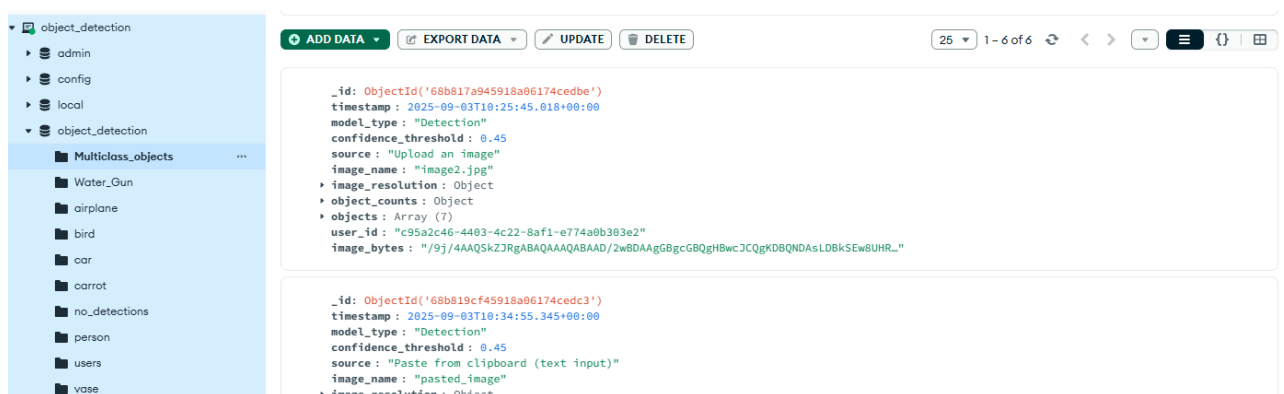 object_detection
admin
config
local
object_detection
Multiclass_objects
Water_Gun
airplane
bird
car
carrot
no_detections
person
users
vase
ADD DATA EXPORT DATA UPDATE DELETE 25 1 – 6 of 6 {}
_id: ObjectId('68b817a945918a06174cedbe')
timestamp : 2025-09-03T10:25:45.018+00:00
model_type : "Detection"
confidence_threshold : 0.45
source : "Upload an image"
image_name : "image2.jpg"
image_resolution : Object
object_counts : Object
objects : Array (7)
user_id : "c95a2c46-4403-4c22-8af1-e774a0b303e2"
image_bytes : "/9j/4AAQSkZJRgABAQAAAQABAAD/2wBDAAgGBgcGBQgHBwcJCQgKDBQNDAsLDBkSEw8UHR…"
_id: ObjectId('68b819cf45918a06174cedc3')
timestamp : 2025-09-03T10:34:55.345+00:00
model_type : "Detection"
confidence_threshold : 0.45
source : "Paste from clipboard (text input)"
image_name : "pasted_image"
image_resolution : Object